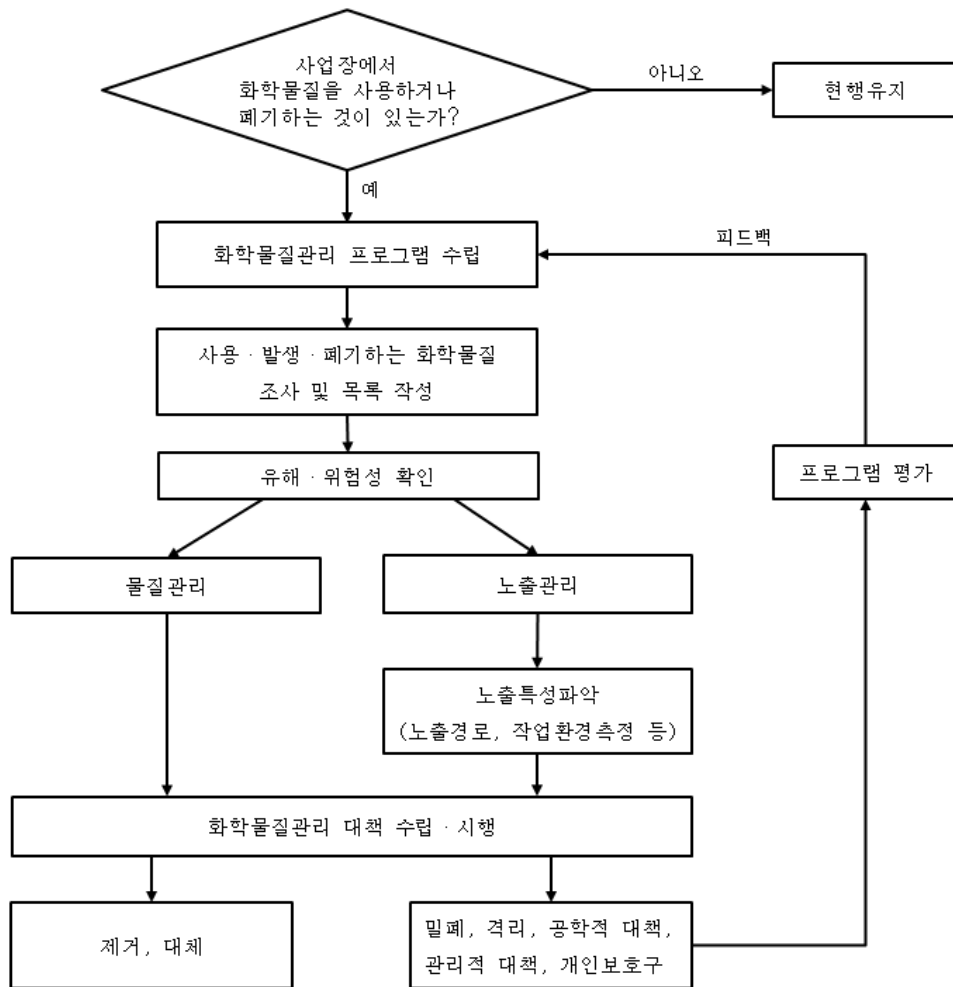 사업장에서
화학물질을 사용하거나
폐기하는 것이 있는가?
아니오
현행유지
예
화학물질관리 프로그램 수립
피드백
사용 · 발생 · 폐기하는 화학물질
조사 및 목록 작성
유해 · 위험성 확인
프로그램 평가
물질관리
노출관리
노출특성파악
(노출경로, 작업환경측정 등)
화학물질관리 대책 수립 · 시행
제거, 대체
밀폐, 격리, 공학적 대책,
관리적 대책, 개인보호구